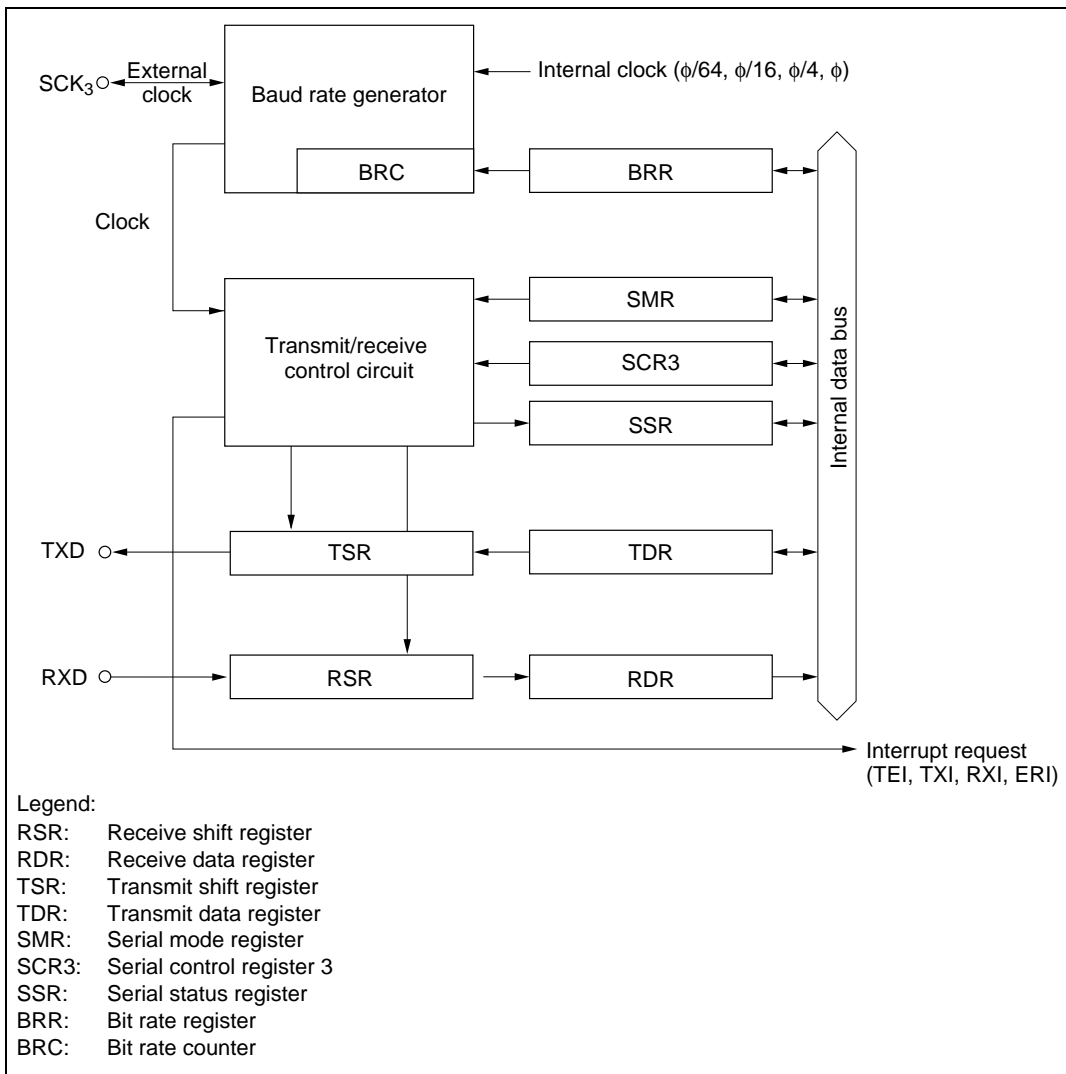 SCK3
External
clock
Baud rate generator
Internal clock (ϕ/64, ϕ/16, ϕ/4, ϕ)
BRC
BRR
Clock
SMR
Transmit/receive
control circuit
SCR3
SSR
Internal data bus
TXD
TSR
TDR
RXD
RSR
RDR
Interrupt request
(TEI, TXI, RXI, ERI)
Legend:
RSR: Receive shift register
RDR: Receive data register
TSR: Transmit shift register
TDR: Transmit data register
SMR: Serial mode register
SCR3: Serial control register 3
SSR: Serial status register
BRR: Bit rate register
BRC: Bit rate counter